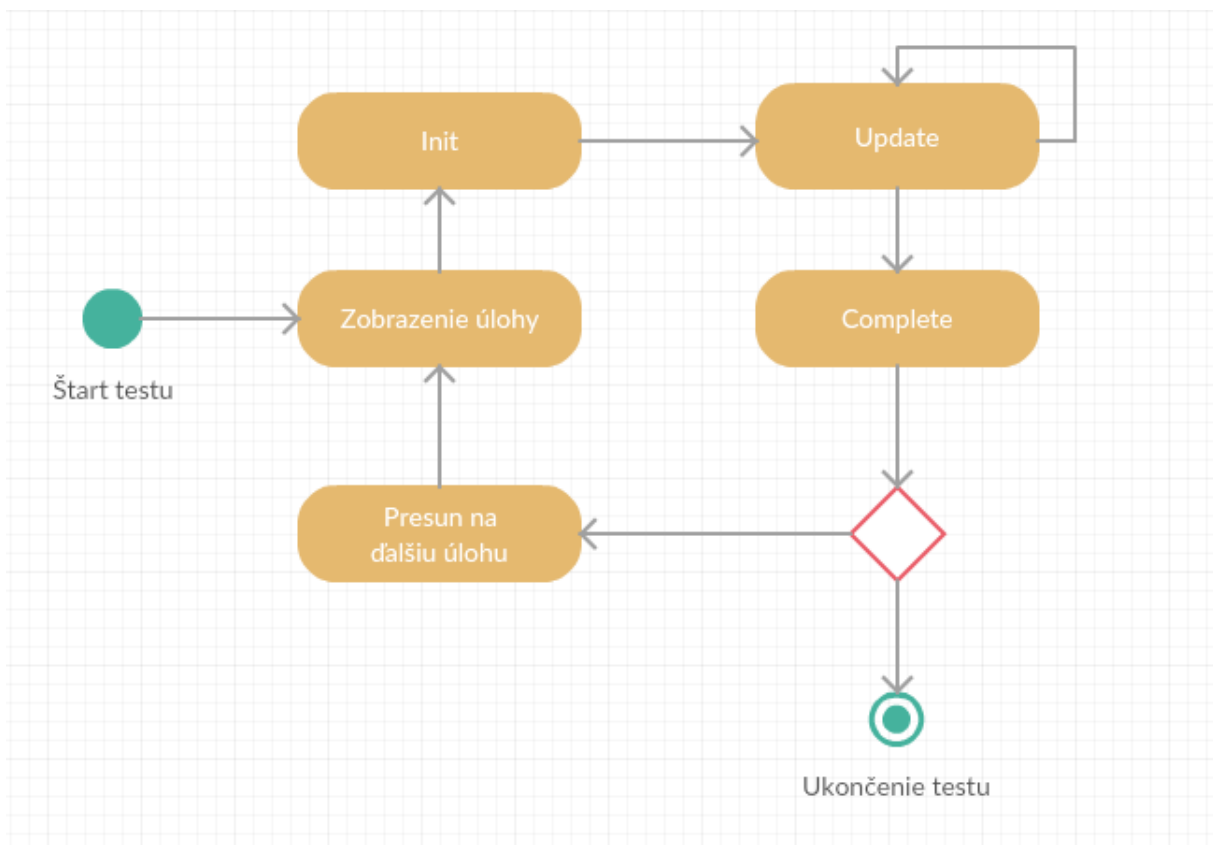 Init
Update
Zobrazenie úlohy
Complete
Štart testu
Presun na
ďalšiu úlohu
Ukončenie testu